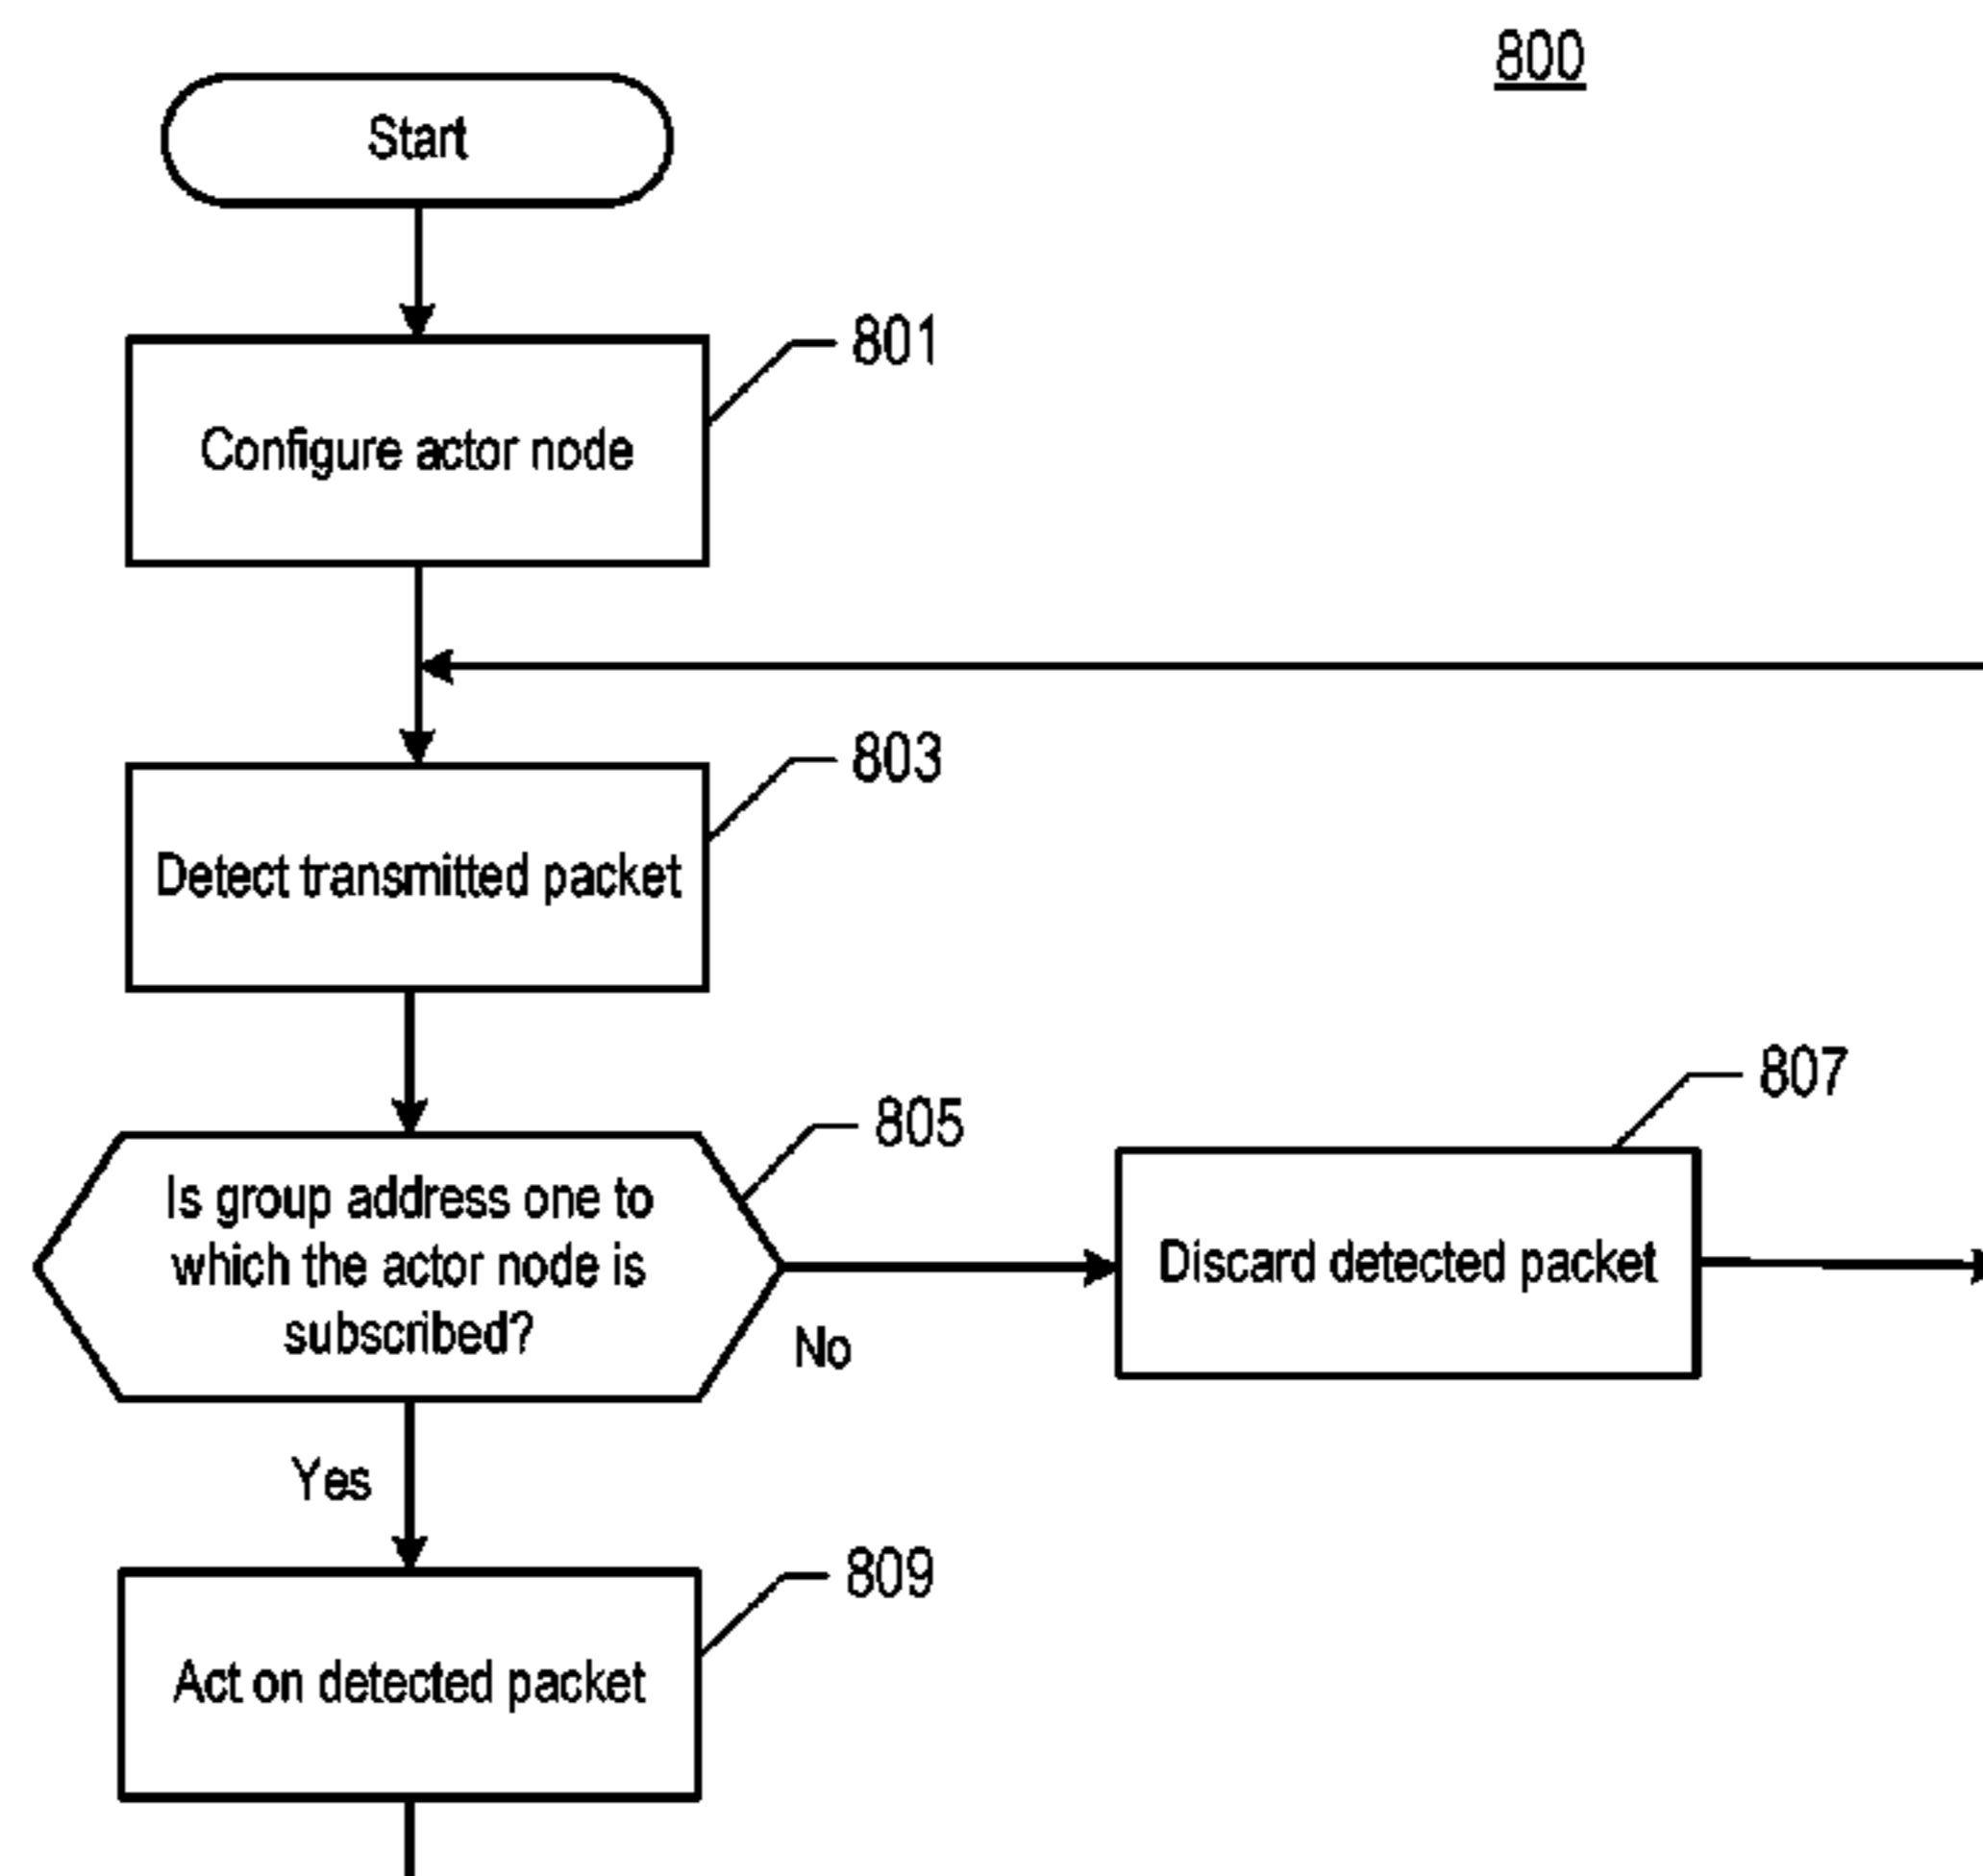 800
Start
801
Configure actor node
803
Detect transmitted packet
805
Is group address one to
which the actor node is
subscribed?
No
807
Discard detected packet
Yes
809
Act on detected packet